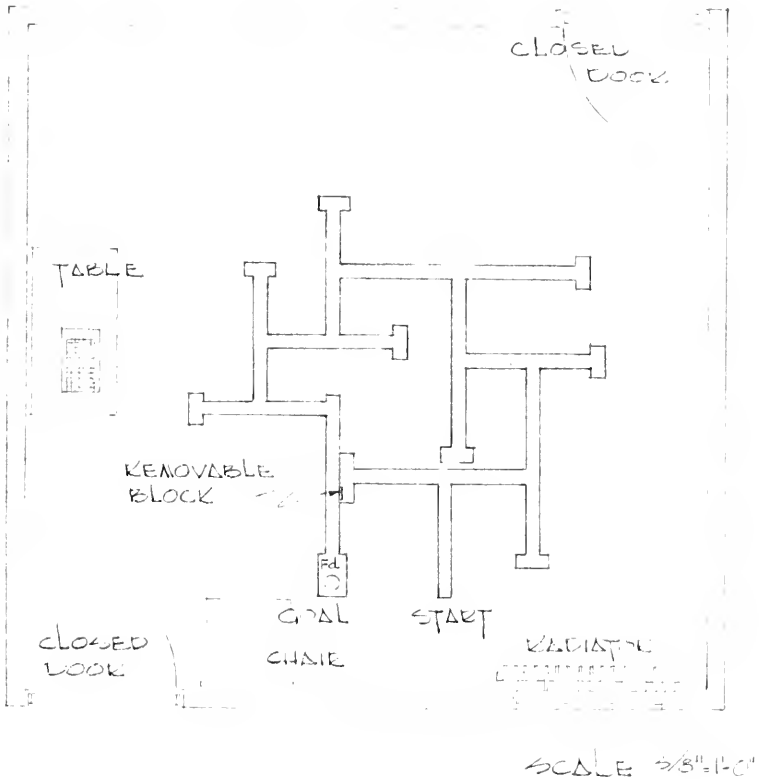 CLOSED
DOOR
TABLE
REMOVABLE
BLOCK
Fd.
GOAL
START
CHAIR
CLOSED
DOOR
RADIATOR
SCALE 3/8"=1'-0"